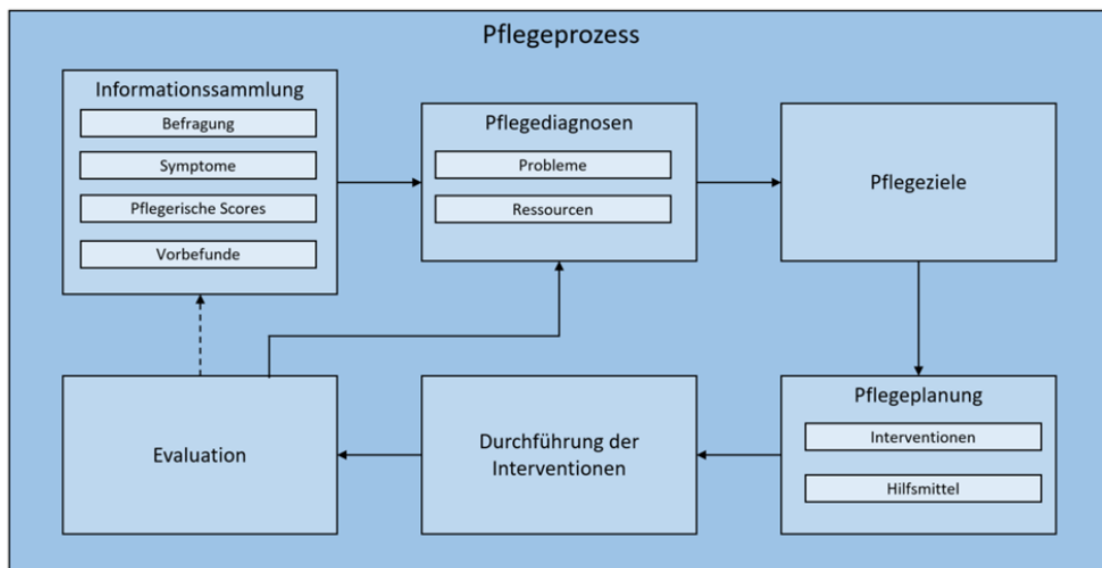 Pflegeprozess
Informationssammlung
Befragung
Symptome
Pflegerische Scores
Vorbefunde
Pflegediagnosen
Probleme
Ressourcen
Pflegeziele
Evaluation
Durchführung der
Interventionen
Pflegeplanung
Interventionen
Hilfsmittel